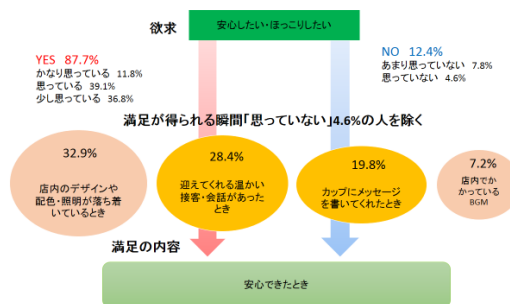 欲求
安心したい・ほっこりしたい
YES 87.7%
かなり思っている 11.8%
思っている 39.1%
少し思っている 36.8%
NO 12.4%
あまり思っていない 7.8%
思っていない 4.6%
満足が得られる瞬間「思っていない」4.6%の人を除く
32.9%
店内のデザインや
配色・照明が落ち着
いているとき
28.4%
迎えてくれる温かい
接客・会話があった
とき
19.8%
カップにメッセージ
を書いてくれたとき
7.2%
店内でか
かっている
BGM
満足の内容
安心できたとき